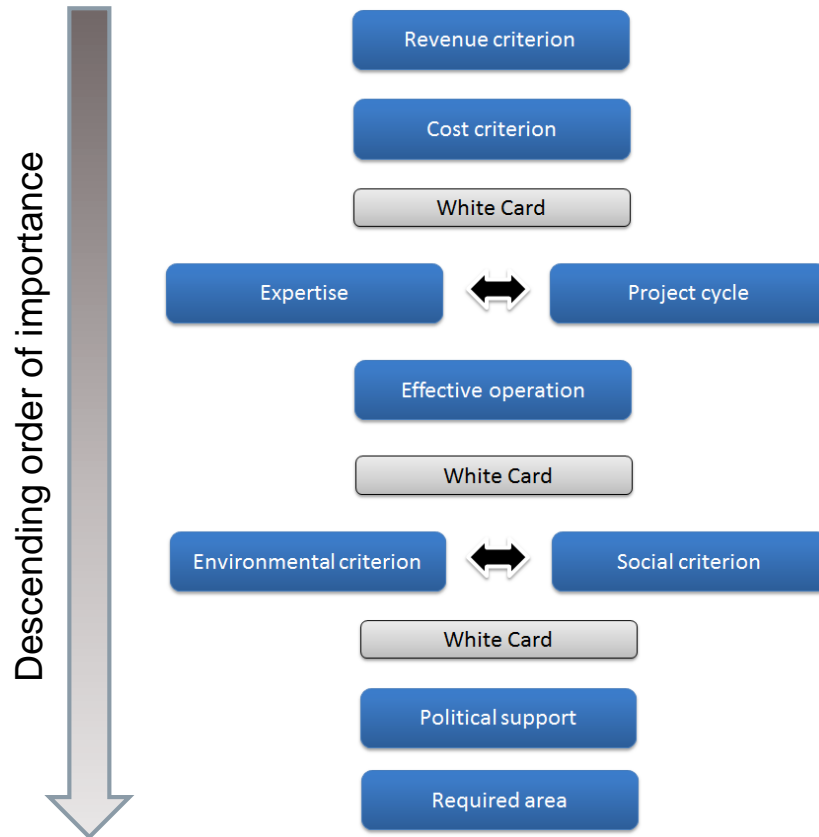 Descending order of importance
Revenue criterion
Cost criterion
White Card
Expertise
Project cycle
Effective operation
White Card
Environmental criterion
Social criterion
White Card
Political support
Required area